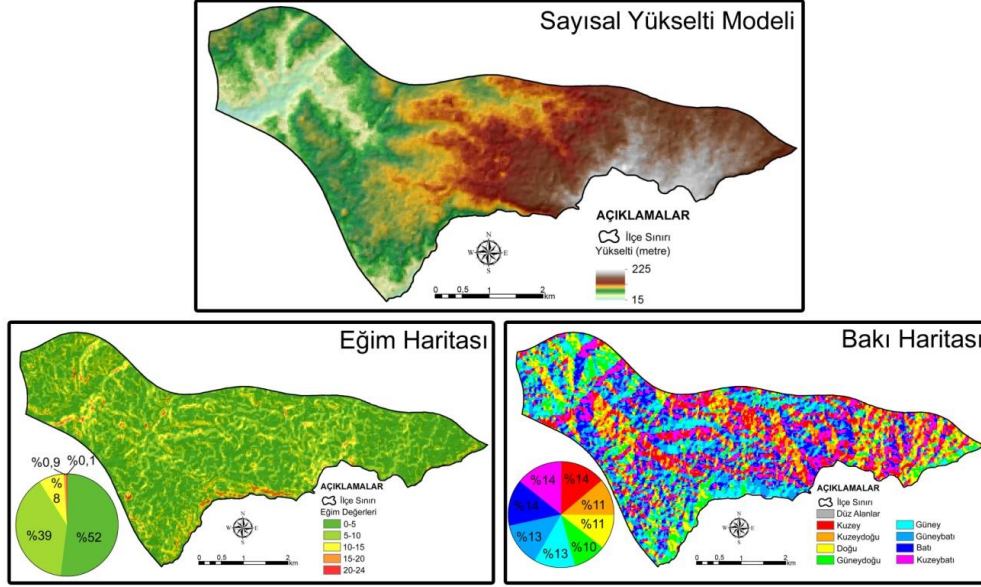 Sayısal Yükselti Modeli
AÇIKLAMALAR
İlçe Sınırı
Yükselti (metre)
225
15
N
W E
S
0 0.5 1 2
km
Eğim Haritası
%0,9 %0,1
%8
%39
%52
AÇIKLAMALAR
İlçe Sınırı
Eğim Değerleri
0-5
5-10
10-15
15-20
20-24
N
W E
S
0 0.5 1 2
km
Bakı Haritası
%14 %14
%11
%11
%10
%13
%13
%14
AÇIKLAMALAR
İlçe Sınırı
Düz Alanlar
Kuzey
Kuzeydoğu
Doğu
Güneydoğu
Güney
Güneybatı
Batı
Kuzeybatı
N
W E
S
0 0.5 1 2
km